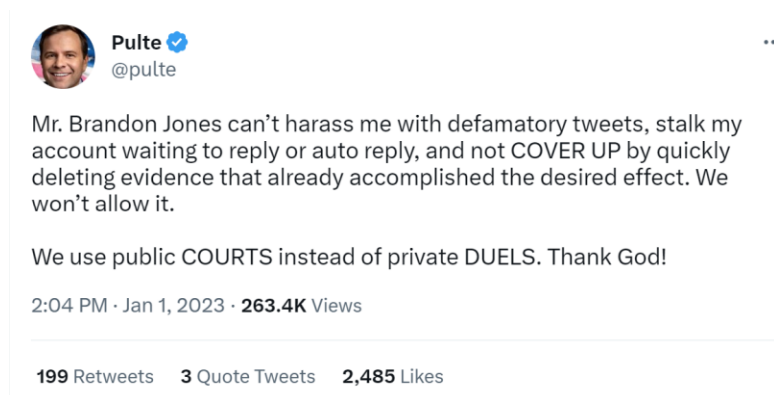 Pulte
@pulte
Mr. Brandon Jones can’t harass me with defamatory tweets, stalk my
account waiting to reply or auto reply, and not COVER UP by quickly
deleting evidence that already accomplished the desired effect. We
won’t allow it.
We use public COURTS instead of private DUELS. Thank God!
2:04 PM · Jan 1, 2023 · 263.4K Views
199 Retweets 3 Quote Tweets 2,485 Likes